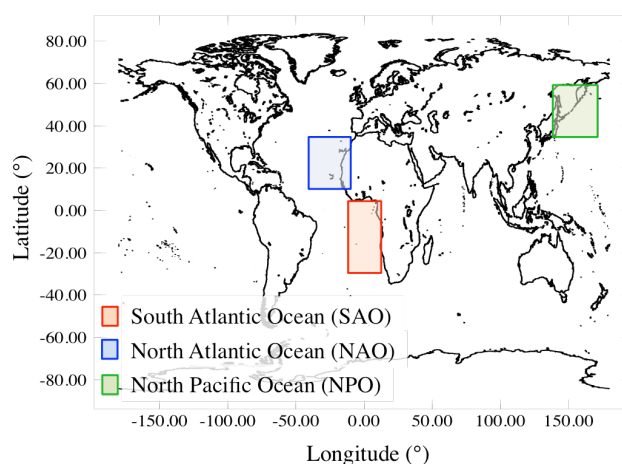 80.00
60.00
40.00
20.00
0.00
-20.00
-40.00
-60.00
-80.00
Latitude (°)
South Atlantic Ocean (SAO)
North Atlantic Ocean (NAO)
North Pacific Ocean (NPO)
-150.00 -100.00 -50.00 0.00 50.00 100.00 150.00
Longitude (°)